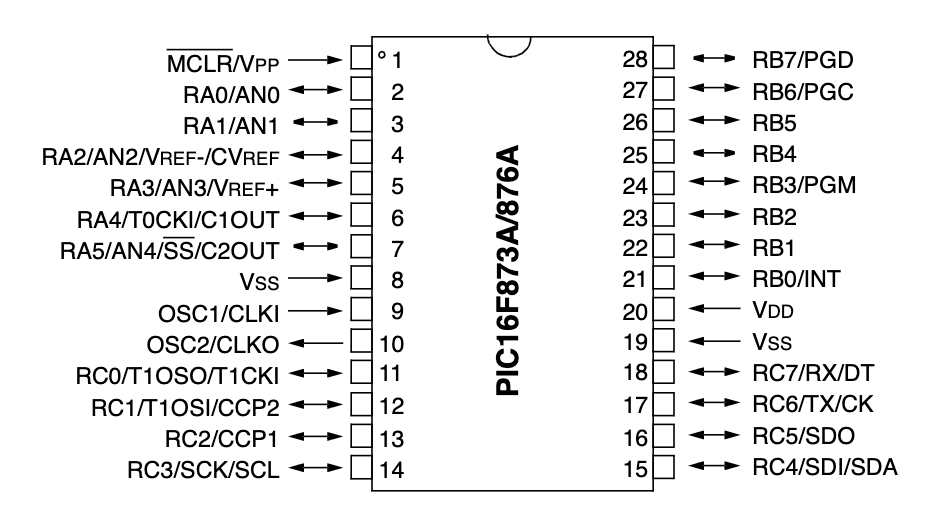 MCLR/VPP 1
RA0/AN0 2
RA1/AN1 3
RA2/AN2/VREF-/CVREF 4
RA3/AN3/VREF+ 5
RA4/T0CKI/C1OUT 6
RA5/AN4/SS/C2OUT 7
VSS 8
OSC1/CLKI 9
OSC2/CLKO 10
RC0/T1OSO/T1CKI 11
RC1/T1OSI/CCP2 12
RC2/CCP1 13
RC3/SCK/SCL 14
PIC16F873A/876A
28 RB7/PGD
27 RB6/PGC
26 RB5
25 RB4
24 RB3/PGM
23 RB2
22 RB1
21 RB0/INT
20 VDD
19 VSS
18 RC7/RX/DT
17 RC6/TX/CK
16 RC5/SDO
15 RC4/SDI/SDA